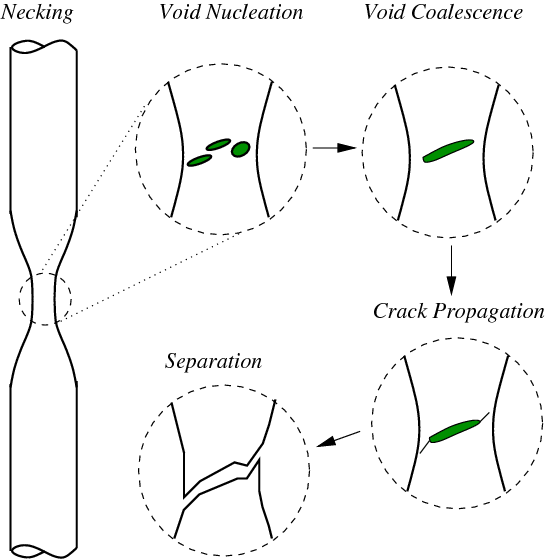 Necking
Void Nucleation
Void Coalescence
Crack Propagation
Separation